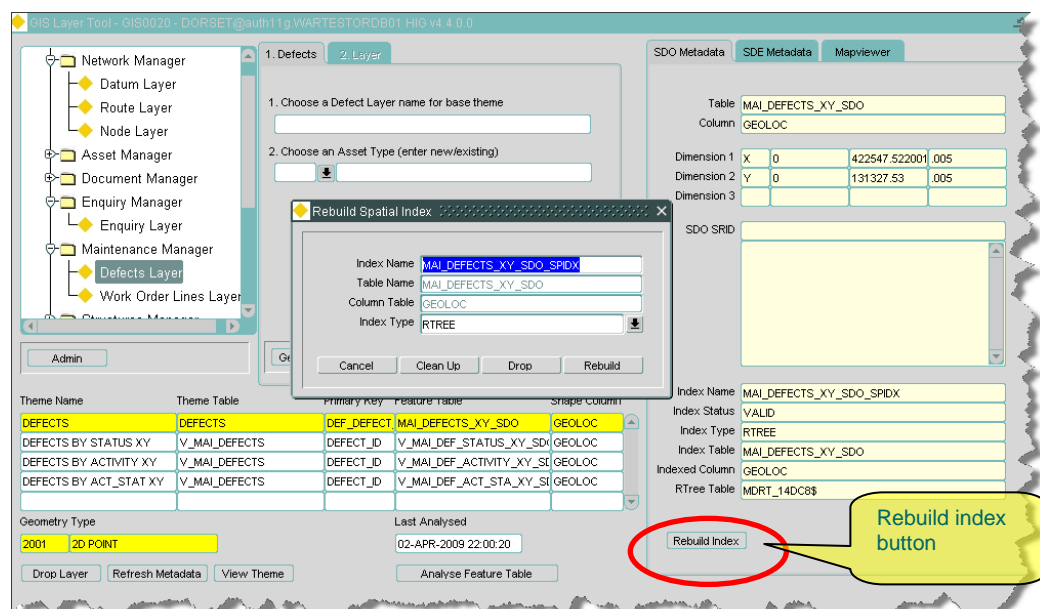 GIS Layer Tool - GIS0020 - DORSET@auth11g.WARTESTORDB01 HIG v4.4.0.0
Network Manager
Datum Layer
Route Layer
Node Layer
Asset Manager
Document Manager
Enquiry Manager
Enquiry Layer
Maintenance Manager
Defects Layer
Work Order Lines Layer
Admin
1. Defects
2. Layer
1. Choose a Defect Layer name for base theme
2. Choose an Asset Type (enter new/existing)
Rebuild Spatial Index
Index Name MAI_DEFECTS_XY_SDO_SPIDX
Table Name MAI_DEFECTS_XY_SDO
Column Table GEOLOC
Index Type RTREE
Cancel Clean Up Drop Rebuild
SDO Metadata SDE Metadata Mapviewer
Table MAI_DEFECTS_XY_SDO
Column GEOLOC
Dimension 1 X 0 422547.522001 .005
Dimension 2 Y 0 131327.53 .005
Dimension 3
SDO SRID
Index Name MAI_DEFECTS_XY_SDO_SPIDX
Index Status VALID
Index Type RTREE
Index Table MAI_DEFECTS_XY_SDO
Indexed Column GEOLOC
RTree Table MDRT_14DC8$
Rebuild Index
Rebuild index
button
Theme Name Theme Table Primary Key Feature Table Shape Column
DEFECTS DEFECTS DEF_DEFECT MAI_DEFECTS_XY_SDO GEOLOC
DEFECTS BY STATUS XY V_MAI_DEFECTS DEFECT_ID V_MAI_DEF_STATUS_XY_SD GEOLOC
DEFECTS BY ACTIVITY XY V_MAI_DEFECTS DEFECT_ID V_MAI_DEF_ACTIVITY_XY_S GEOLOC
DEFECTS BY ACT_STAT XY V_MAI_DEFECTS DEFECT_ID V_MAI_DEF_ACT_STA_XY_S GEOLOC
Geometry Type Last Analysed
2001 2D POINT 02-APR-2009 22:00:20
Drop Layer Refresh Metadata View Theme Analyse Feature Table